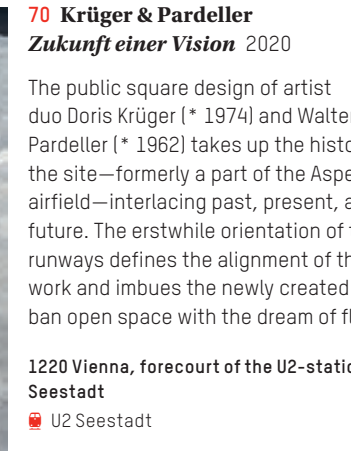 70 Krüger & Pardeller
Zukunft einer Vision 2020
The public square design of artist
duo Doris Krüger (* 1974) and Walter
Pardeller (* 1962) takes up the
the site—formerly a part of the
airfield—interlacing past, present,
future. The erstwhile orientation of
runways defines the alignment of
work and imbues the newly created
ban open space with the dream of
1220 Vienna, forecourt of the
Seestadt
U2 Seestadt